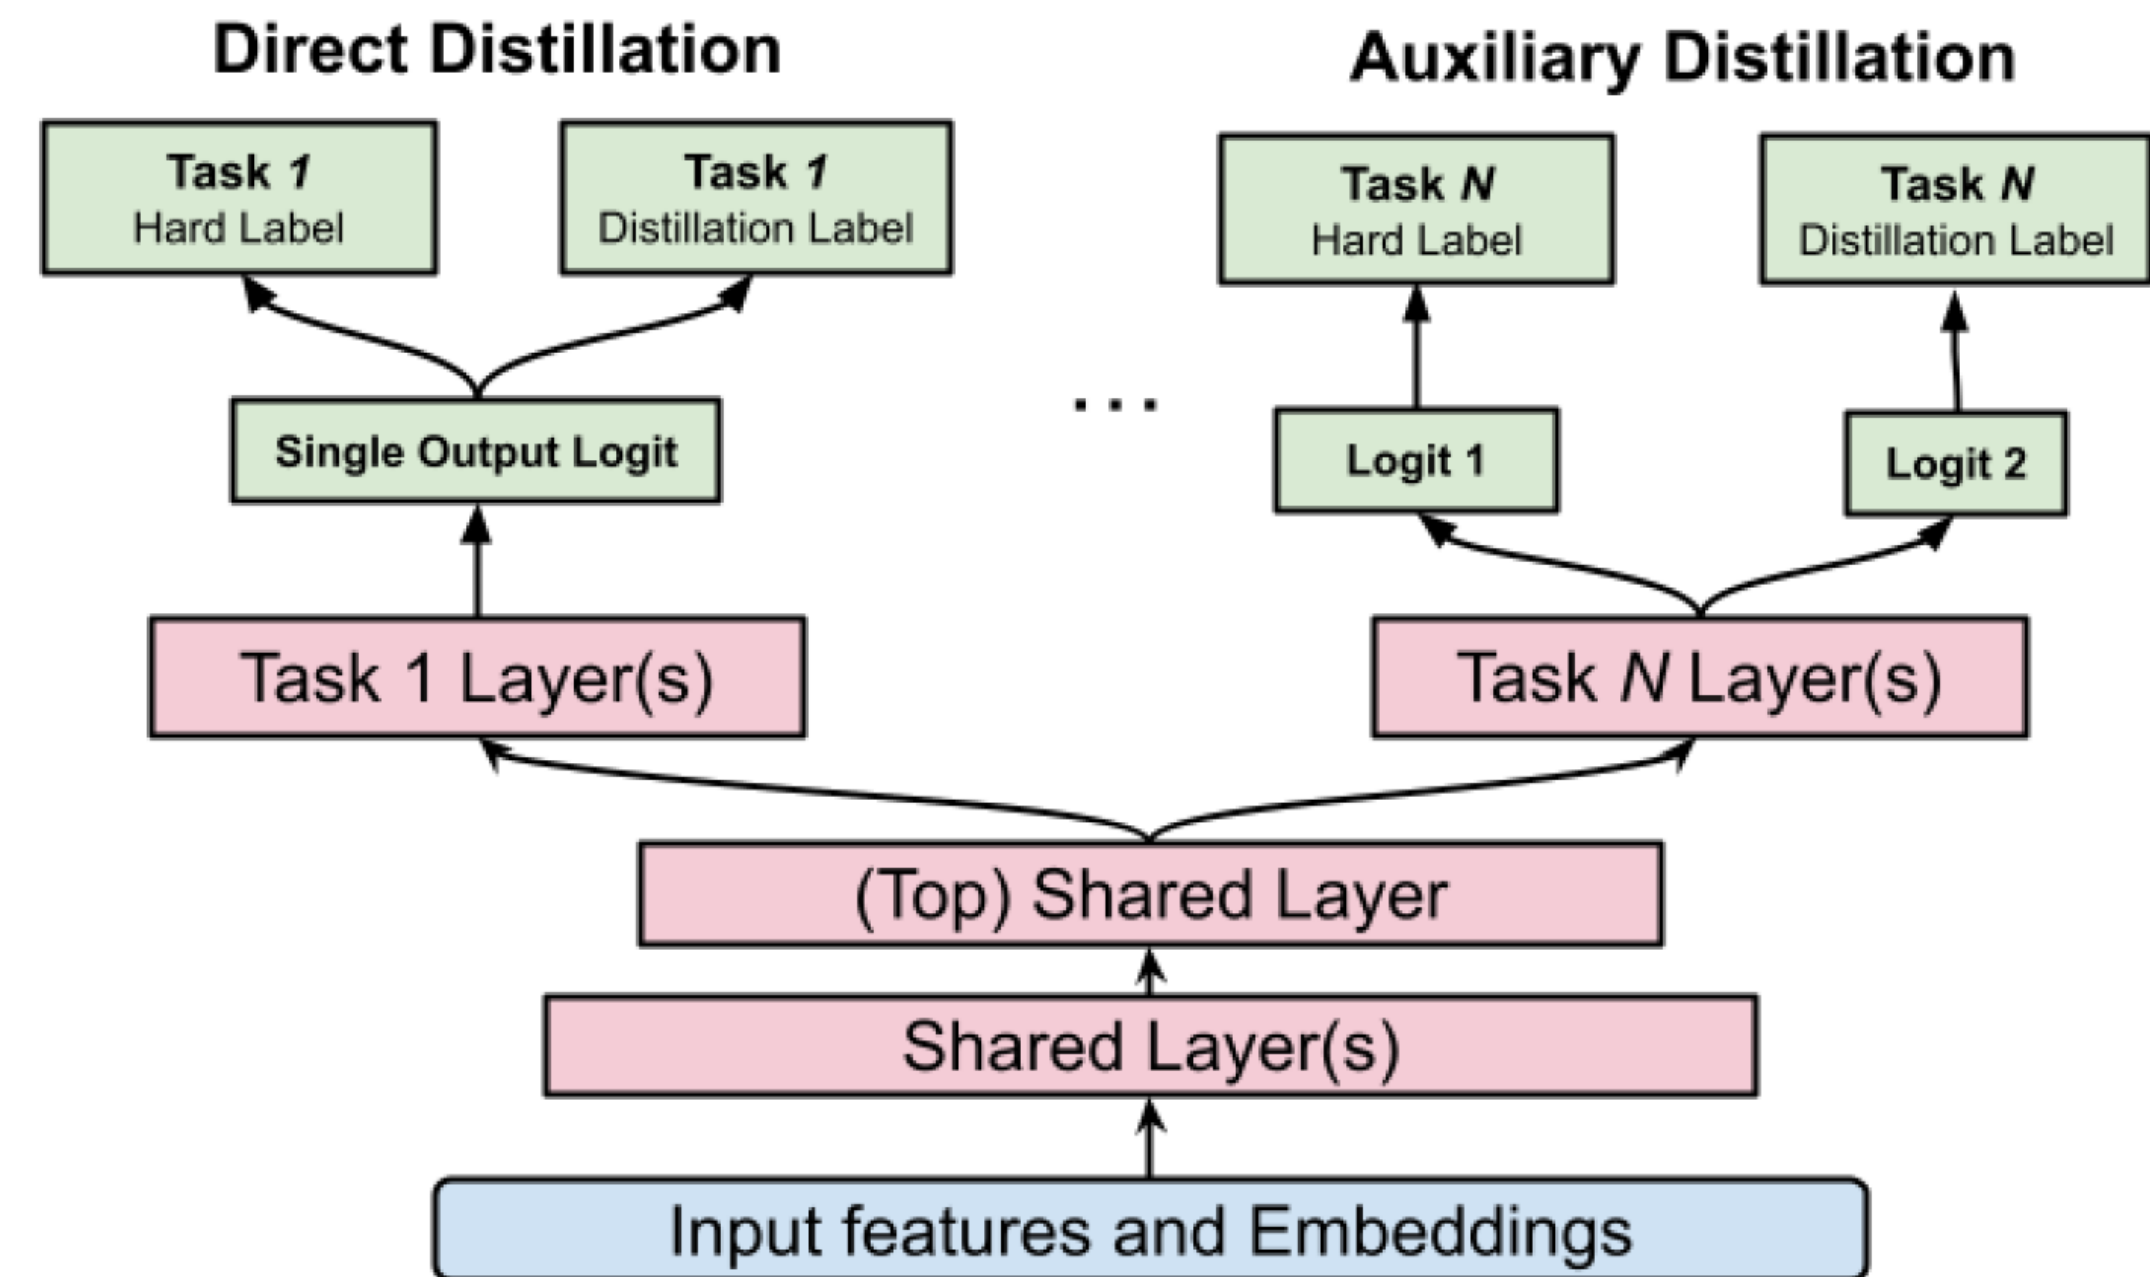 Direct Distillation
Auxiliary Distillation
Task 1
Hard Label
Task 1
Distillation Label
Task N
Hard Label
Task N
Distillation Label
Single Output Logit
...
Logit 1
Logit 2
Task 1 Layer(s)
Task N Layer(s)
(Top) Shared Layer
Shared Layer(s)
Input features and Embeddings